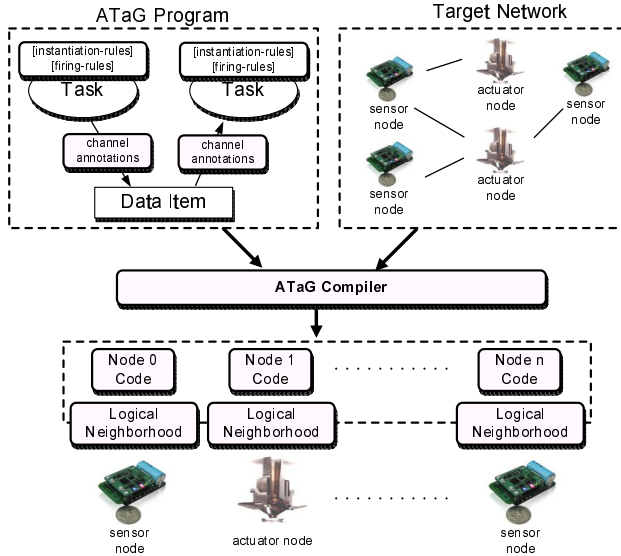 ATaG Program
Target Network
[instantiation-rules]
[firing-rules]
Task
[instantiation-rules]
[firing-rules]
Task
channel
annotations
channel
annotations
Data Item
sensor
node
actuator
node
sensor
node
sensor
node
actuator
node
ATaG Compiler
Node 0
Code
Node 1
Code
Node n
Code
Logical
Neighborhood
Logical
Neighborhood
Logical
Neighborhood
sensor
node
actuator node
sensor
node